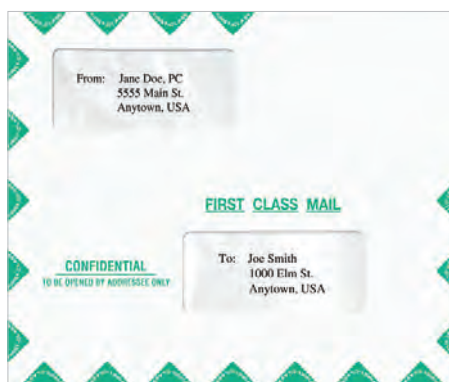 From: Jane Doe, PC
5555 Main St.
Anytown, USA
FIRST CLASS MAIL
CONFIDENTIAL
TO BE OPENED BY ADDRESSEE ONLY
To: Joe Smith
1000 Elm St.
Anytown, USA